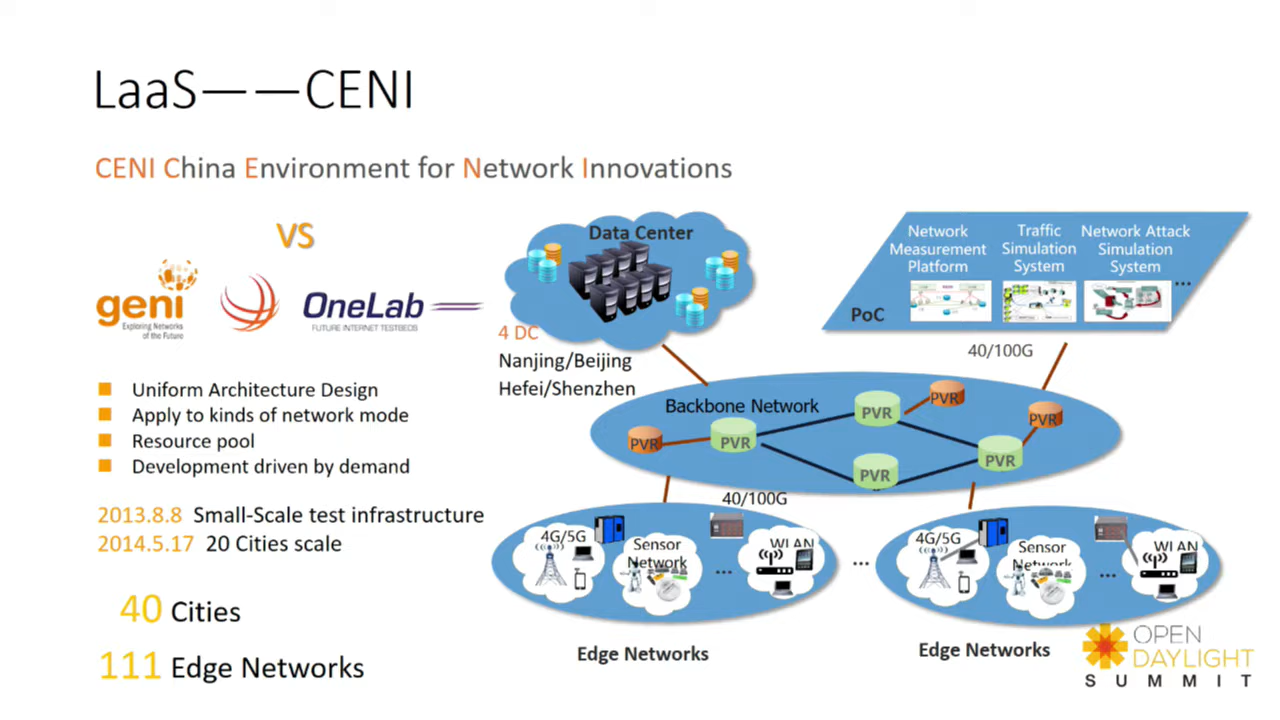 LaaS——CENI
CENI China Environment for Network Innovations
VS
geni
Exploring Networks
of the Future
OneLab
FUTURE INTERNET TESTBEDS
Uniform Architecture Design
Apply to kinds of network mode
Resource pool
Development driven by demand
2013.8.8 Small-Scale test infrastructure
2014.5.17 20 Cities scale
40 Cities
111 Edge Networks
Data Center
4 DC
Nanjing/Beijing
Hefei/Shenzhen
Network
Measurement
Platform
Traffic
Simulation
System
Network Attack
Simulation
System
...
PoC
40/100G
Backbone Network
PVR
PVR
PVR
PVR
PVR
PVR
PVR
40/100G
4G/5G
Sensor
Network
...
WLAN
...
4G/5G
Sensor
Network
...
WLAN
Edge Networks
Edge Networks
OPEN
DAYLIGHT
SUMMIT